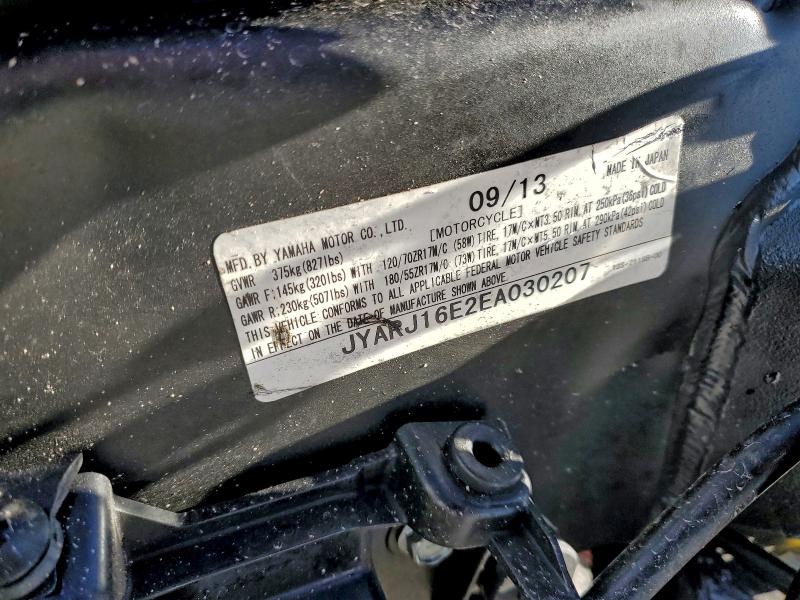 09/13
MADE IN JAPAN
MFD. BY YAMAHA MOTOR CO., LTD. [MOTORCYCLE]
GVWR 375kg(827lbs)
GAWR F:145kg(320lbs) WITH 120/70ZR17M/C (58W) TIRE, 17M/C×MT3.50 RIM, AT 250kPa(36psi) COLD
GAWR R:230kg(507lbs) WITH 180/55ZR17M/C (73W) TIRE, 17M/C×MT5.50 RIM, AT 290kPa(42psi) COLD
THIS VEHICLE CONFORMS TO ALL APPLICABLE FEDERAL MOTOR VEHICLE SAFETY STANDARDS
IN EFFECT ON THE DATE OF MANUFACTURE SHOWN ABOVE
JYARJ16E2EA030207